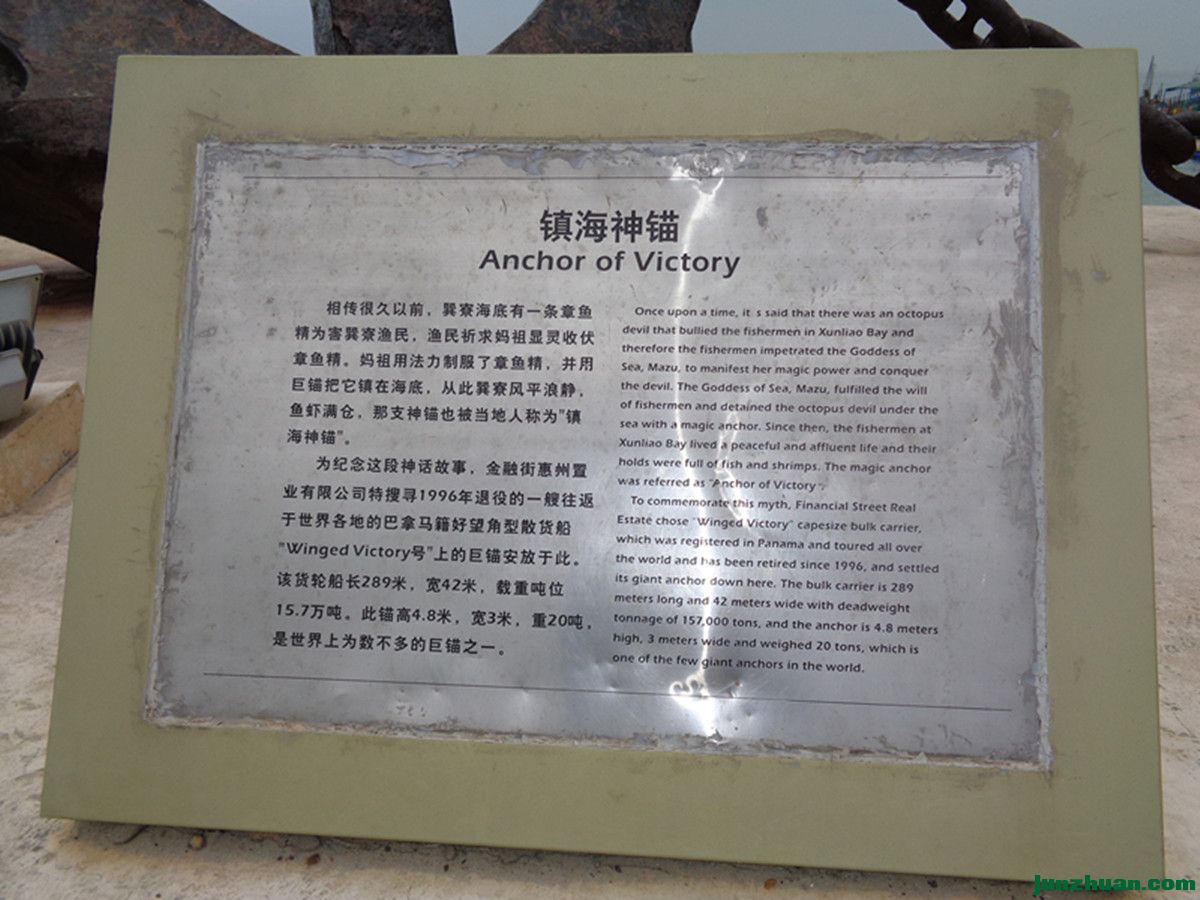 镇海神锚
Anchor of Victory
相传很久以前，巽寮海底有一条章鱼
精为害巽寮渔民，渔民祈求妈祖显灵收伏
章鱼精。妈祖用法力制服了章鱼精，并用
巨锚把它镇在海底，从此巽寮风平浪静，
鱼虾满仓，那支神锚也被当地人称为"镇
海神锚"。
为纪念这段神话故事，金融街惠州置
业有限公司特搜寻1996年退役的一艘往返
于世界各地的巴拿马籍好望角型散货船
"Winged Victory号"上的巨锚安放于此。
该货轮船长289米，宽42米，载重吨位
15.7万吨。此锚高4.8米，宽3米，重20吨，
是世界上为数不多的巨锚之一。
Once upon a time, it s said that there was an octopus
devil that bullied the fishermen in Xunliao Bay and
therefore the fishermen impetrated the Goddess of
Sea, Mazu, to manifest her magic power and conquer
the devil. The Goddess of Sea, Mazu, fulfilled the will
of fishermen and detained the octopus devil under the
sea with a magic anchor. Since then, the fishermen at
Xunliao Bay lived a peaceful and affluent life and their
holds were full of fish and shrimps. The magic anchor
was referred as "Anchor of Victory".
To commemorate this myth, Financial Street Real
Estate chose "Winged Victory" capesize bulk carrier,
which was registered in Panama and toured all over
the world and has been retired since 1996, and settled
its giant anchor down here. The bulk carrier is 289
meters long and 42 meters wide with deadweight
tonnage of 157,000 tons, and the anchor is 4.8 meters
high, 3 meters wide and weighed 20 tons, which is
one of the few giant anchors in the world.
junzhuan.com